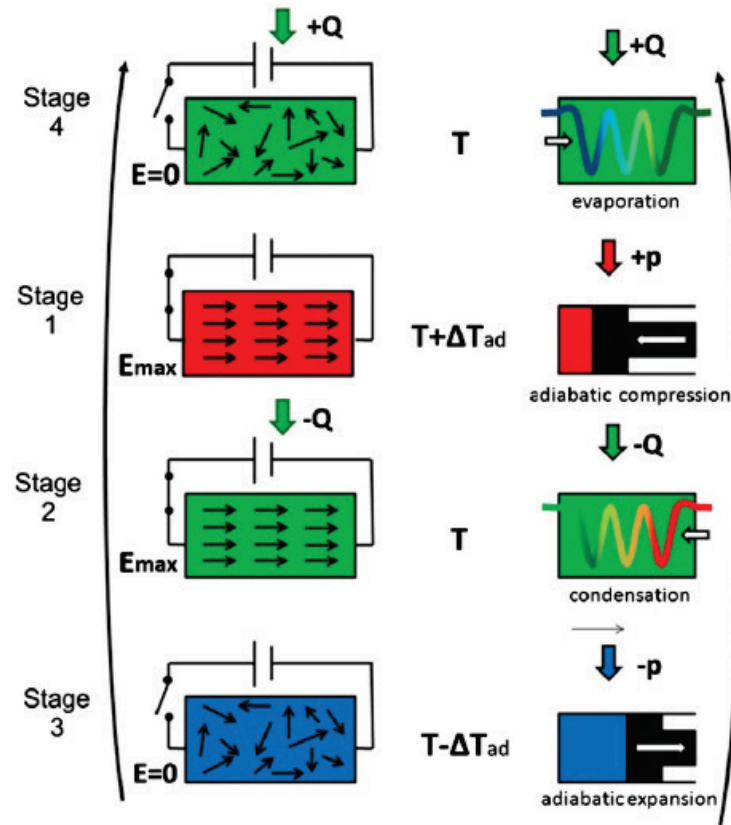 +Q
+Q
Stage
4
E=0
T
evaporation
+p
Stage
1
Emax
T+ΔTad
adiabatic compression
-Q
-Q
Stage
2
Emax
T
condensation
-p
Stage
3
E=0
T-ΔTad
adiabatic expansion